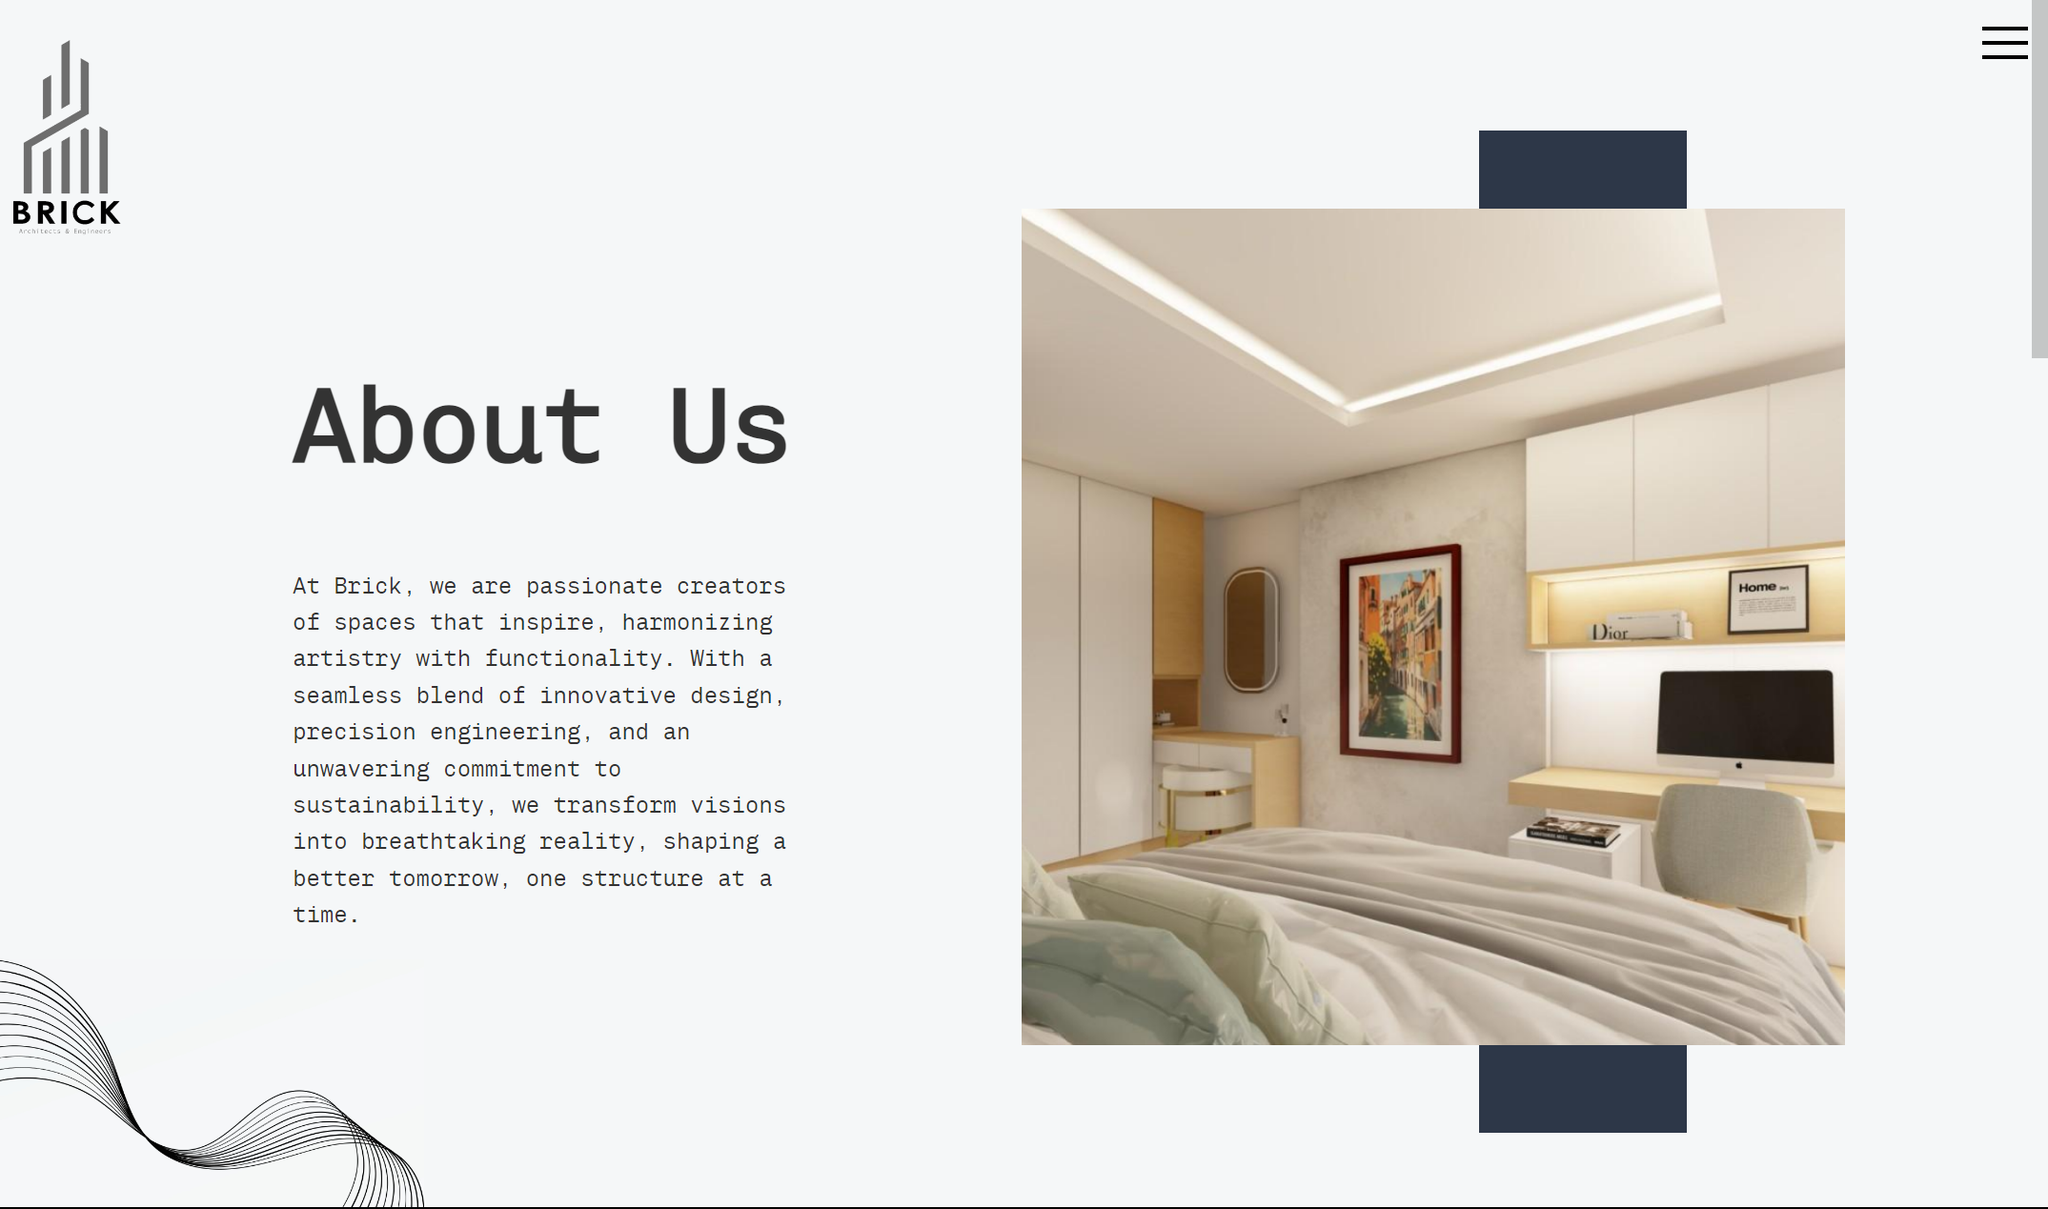 BRICK
Architects & Engineers
About Us
At Brick, we are passionate creators
of spaces that inspire, harmonizing
artistry with functionality. With a
seamless blend of innovative design,
precision engineering, and an
unwavering commitment to
sustainability, we transform visions
into breathtaking reality, shaping a
better tomorrow, one structure at a
time.
Home
Dior